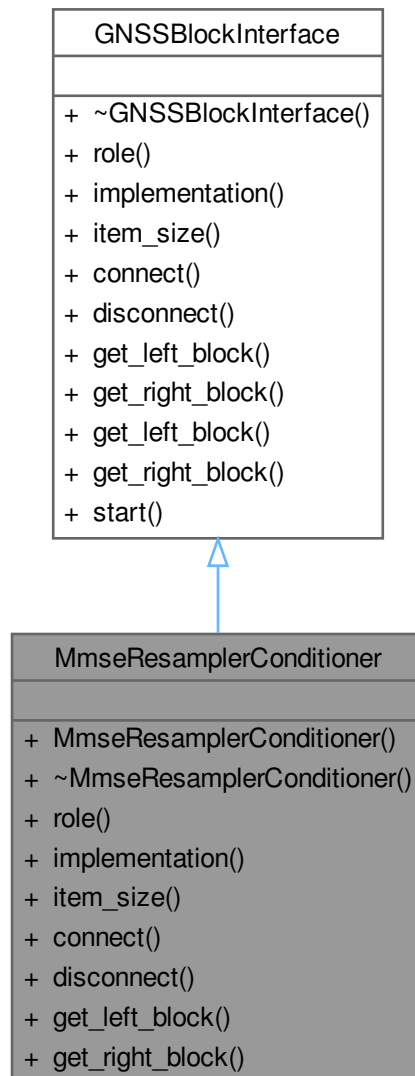 GNSSBlockInterface
+ ~GNSSBlockInterface()
+ role()
+ implementation()
+ item_size()
+ connect()
+ disconnect()
+ get_left_block()
+ get_right_block()
+ get_left_block()
+ get_right_block()
+ start()
MmseResamplerConditioner
+ MmseResamplerConditioner()
+ ~MmseResamplerConditioner()
+ role()
+ implementation()
+ item_size()
+ connect()
+ disconnect()
+ get_left_block()
+ get_right_block()